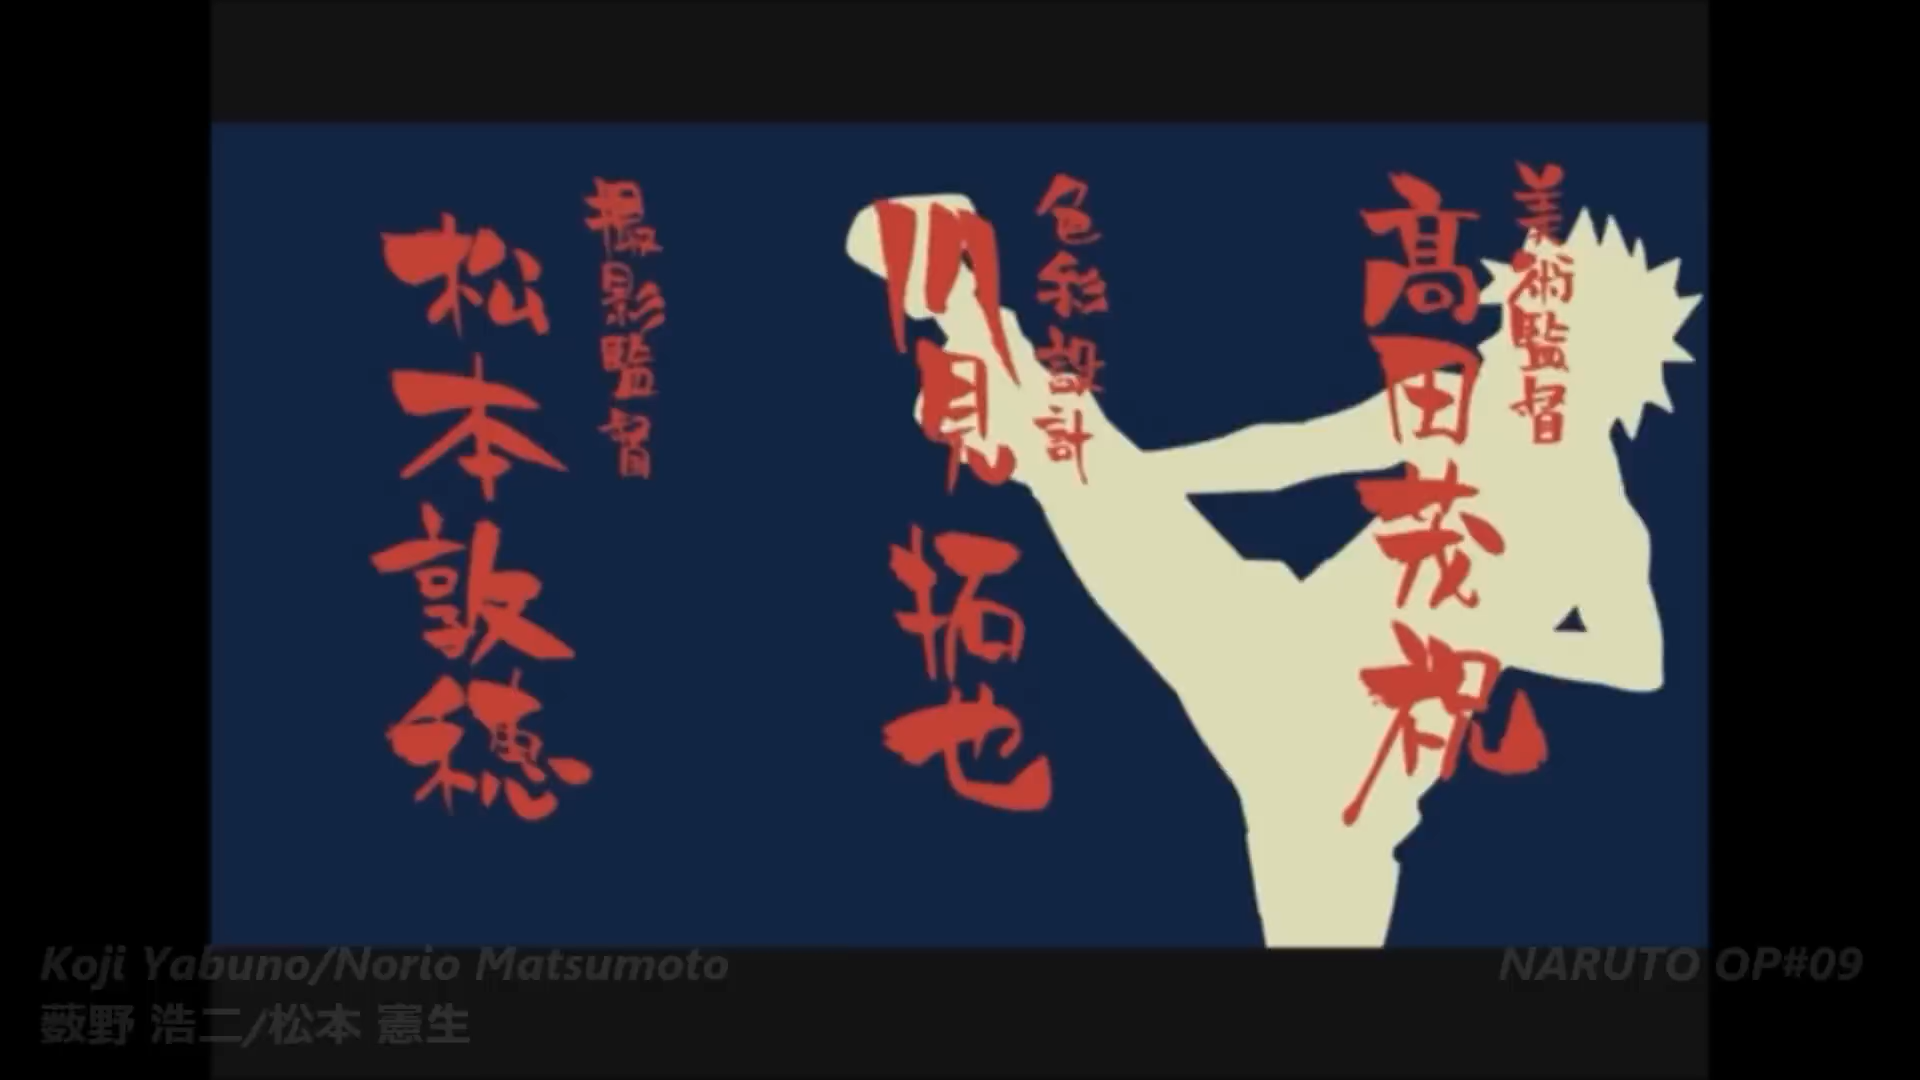 美術監督
髙田茂祝
色彩設計
川見拓也
撮影監督
松本敦穂
Koji Yabuno/Norio Matsumoto
薮野 浩二/松本 憲生
NARUTO OP#09